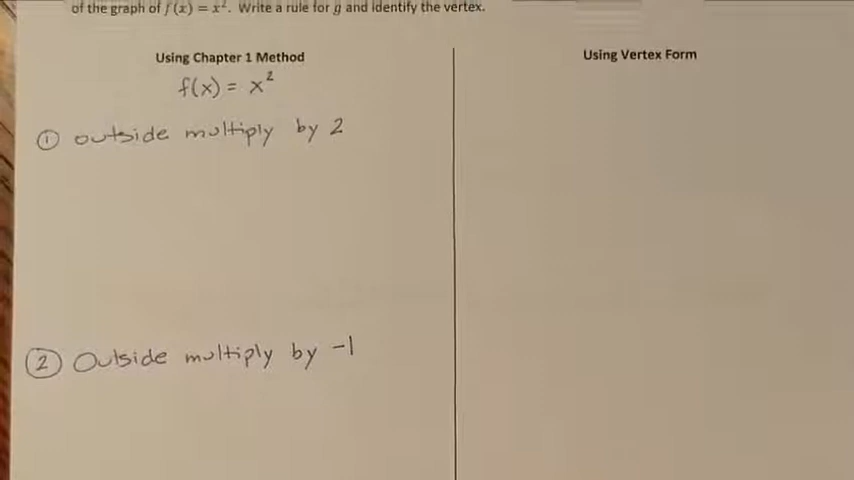 of the graph of f(x) = x². Write a rule for g and identify the vertex.
Using Chapter 1 Method
f(x) = x²
① outside multiply by 2
② Outside multiply by -1
Using Vertex Form